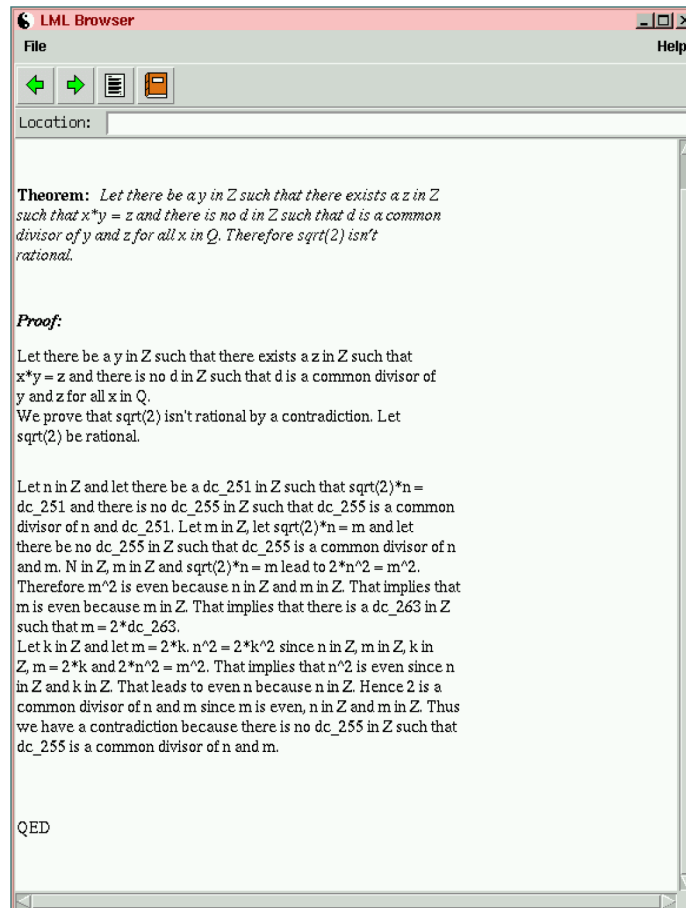 LML Browser
File Help
Location:
Theorem: Let there be a y in Z such that there exists a z in Z
such that x*y = z and there is no d in Z such that d is a common
divisor of y and z for all x in Q. Therefore sqrt(2) isn't
rational.
Proof:
Let there be a y in Z such that there exists a z in Z such that
x*y = z and there is no d in Z such that d is a common divisor of
y and z for all x in Q.
We prove that sqrt(2) isn't rational by a contradiction. Let
sqrt(2) be rational.
Let n in Z and let there be a dc_251 in Z such that sqrt(2)*n =
dc_251 and there is no dc_255 in Z such that dc_255 is a common
divisor of n and dc_251. Let m in Z, let sqrt(2)*n = m and let
there be no dc_255 in Z such that dc_255 is a common divisor of n
and m. N in Z, m in Z and sqrt(2)*n = m lead to 2*n^2 = m^2.
Therefore m^2 is even because n in Z and m in Z. That implies that
m is even because m in Z. That implies that there is a dc_263 in Z
such that m = 2*dc_263.
Let k in Z and let m = 2*k. n^2 = 2*k^2 since n in Z, m in Z, k in
Z, m = 2*k and 2*n^2 = m^2. That implies that n^2 is even since n
in Z and k in Z. That leads to even n because n in Z. Hence 2 is a
common divisor of n and m since m is even, n in Z and m in Z. Thus
we have a contradiction because there is no dc_255 in Z such that
dc_255 is a common divisor of n and m.
QED